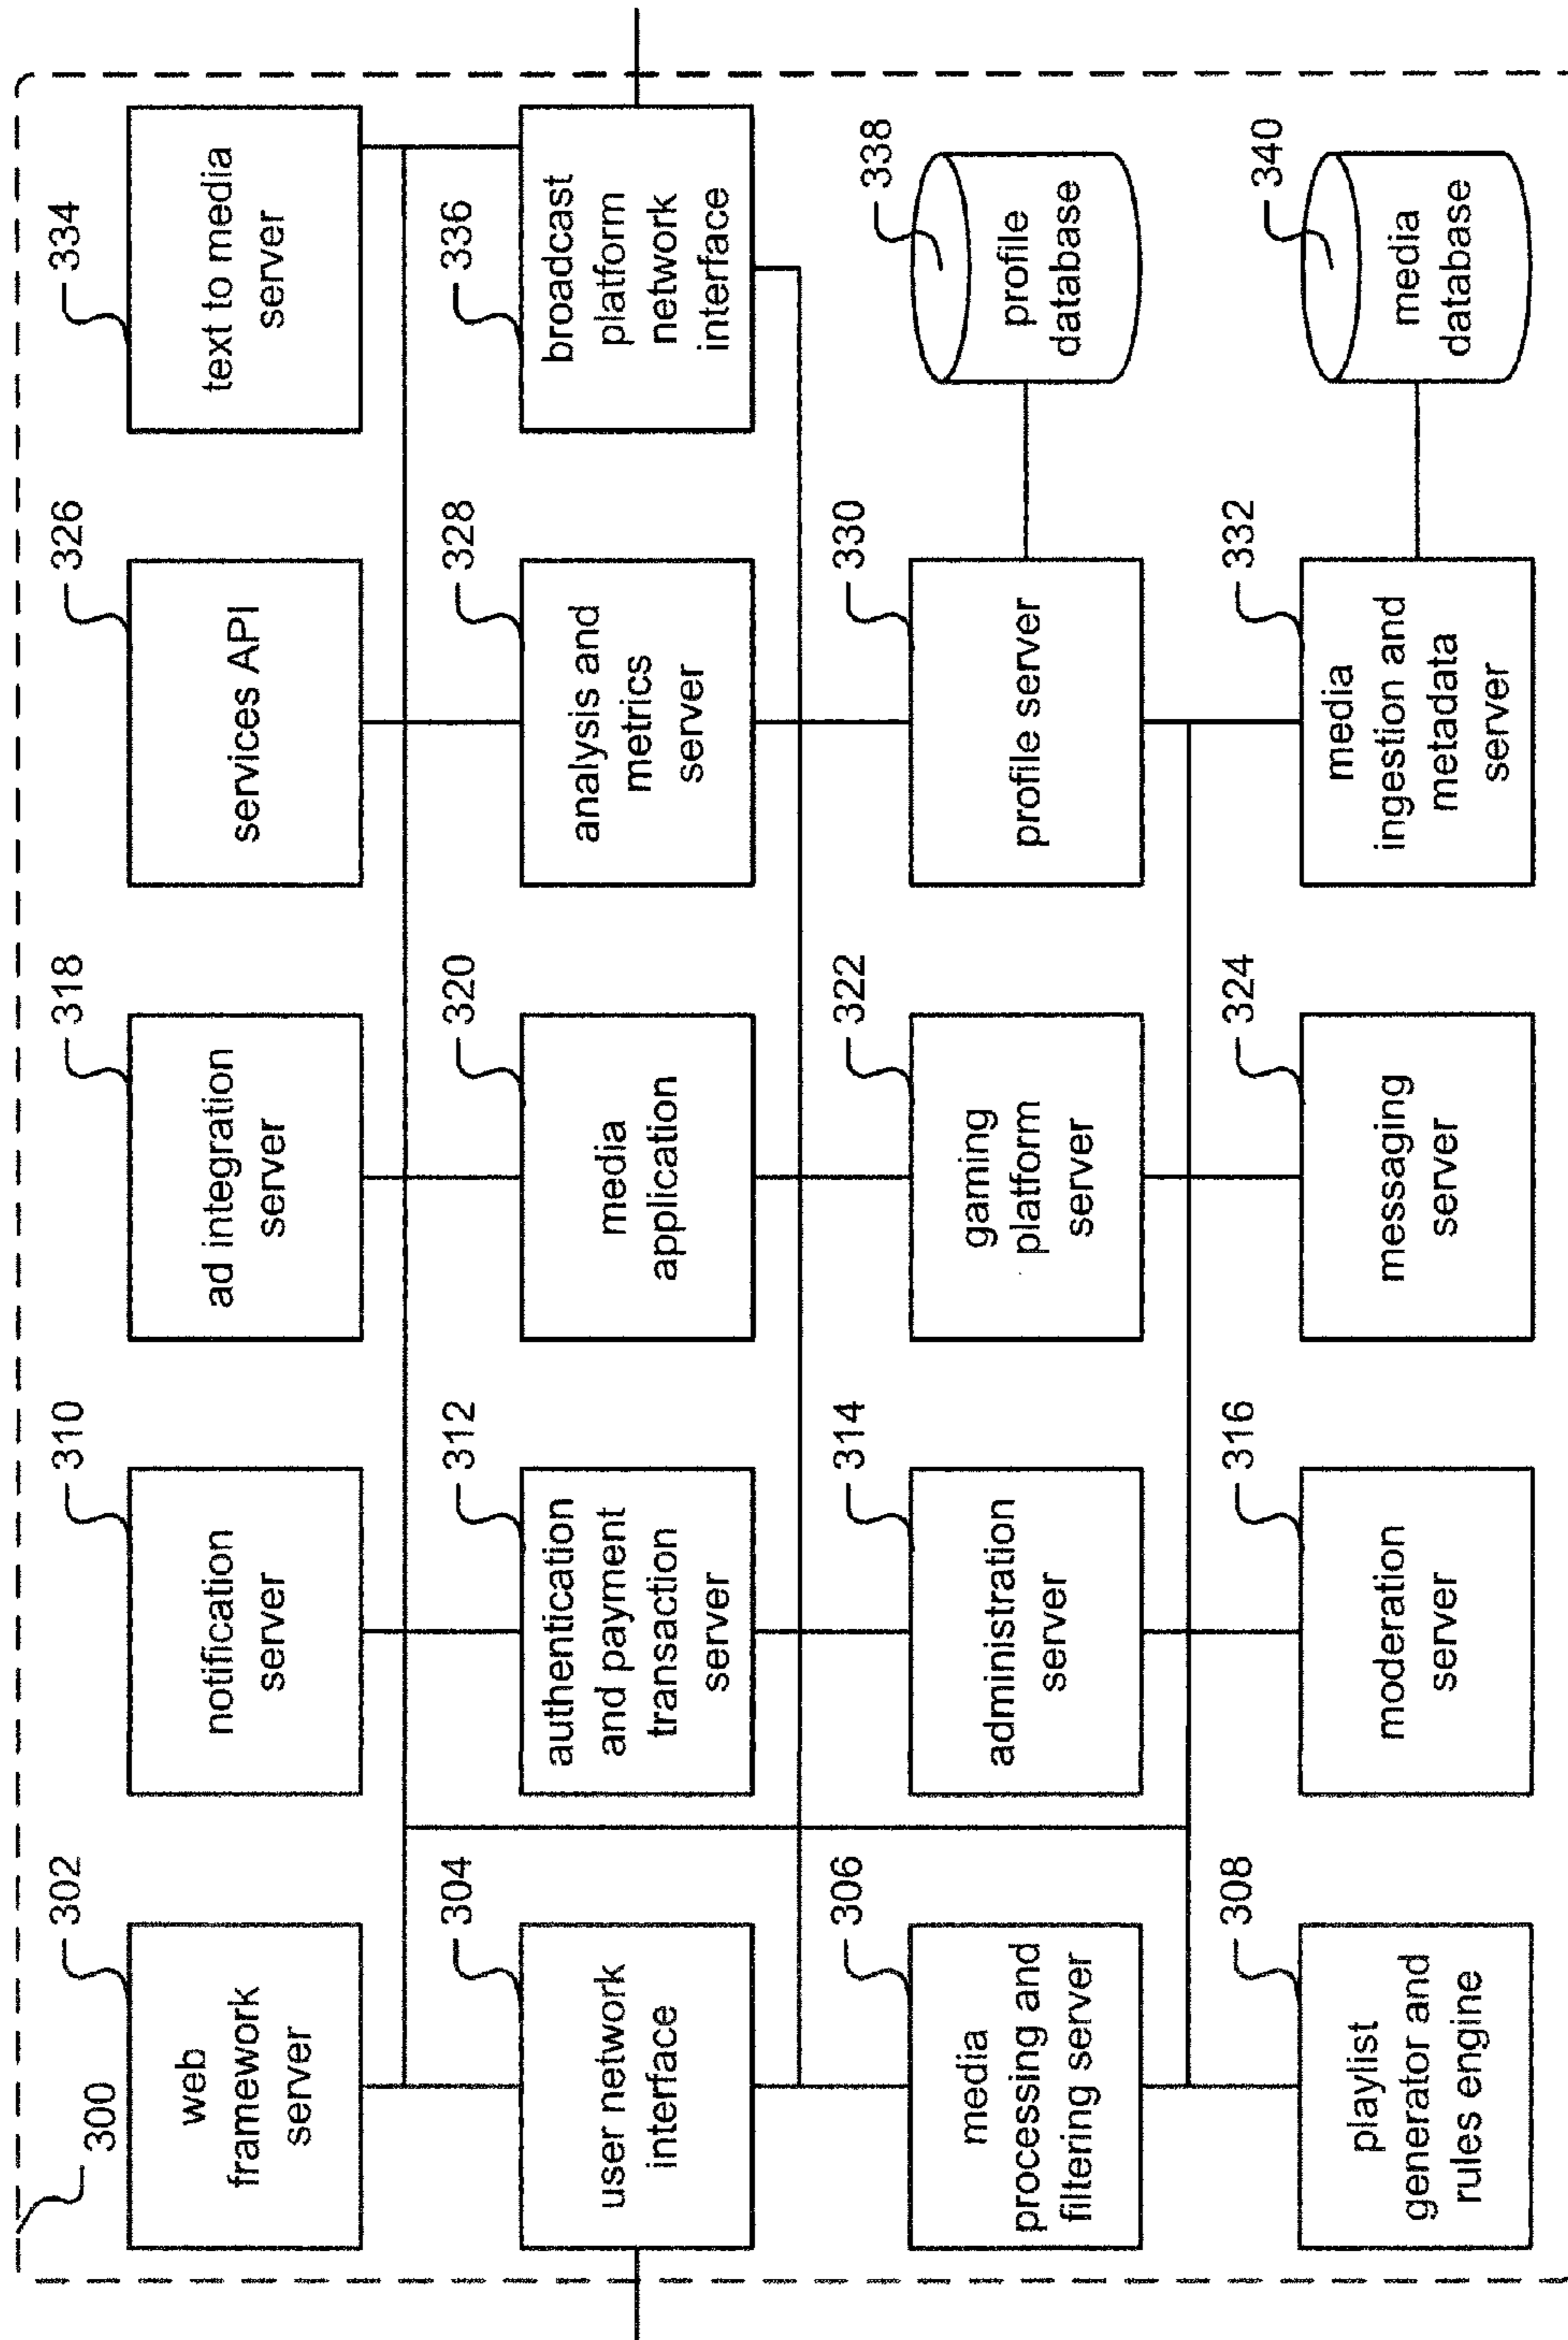 300
302
web
framework
server
304
user network
interface
306
media
processing and
filtering server
308
playlist
generator and
rules engine
310
notification
server
312
authentication
and payment
transaction
server
314
administration
server
316
moderation
server
318
ad integration
server
320
media
application
322
gaming
platform
server
324
messaging
server
326
services API
328
analysis and
metrics
server
330
profile server
332
media
ingestion and
metadata
server
334
text to media
server
336
broadcast
platform
network
interface
338
profile
database
340
media
database